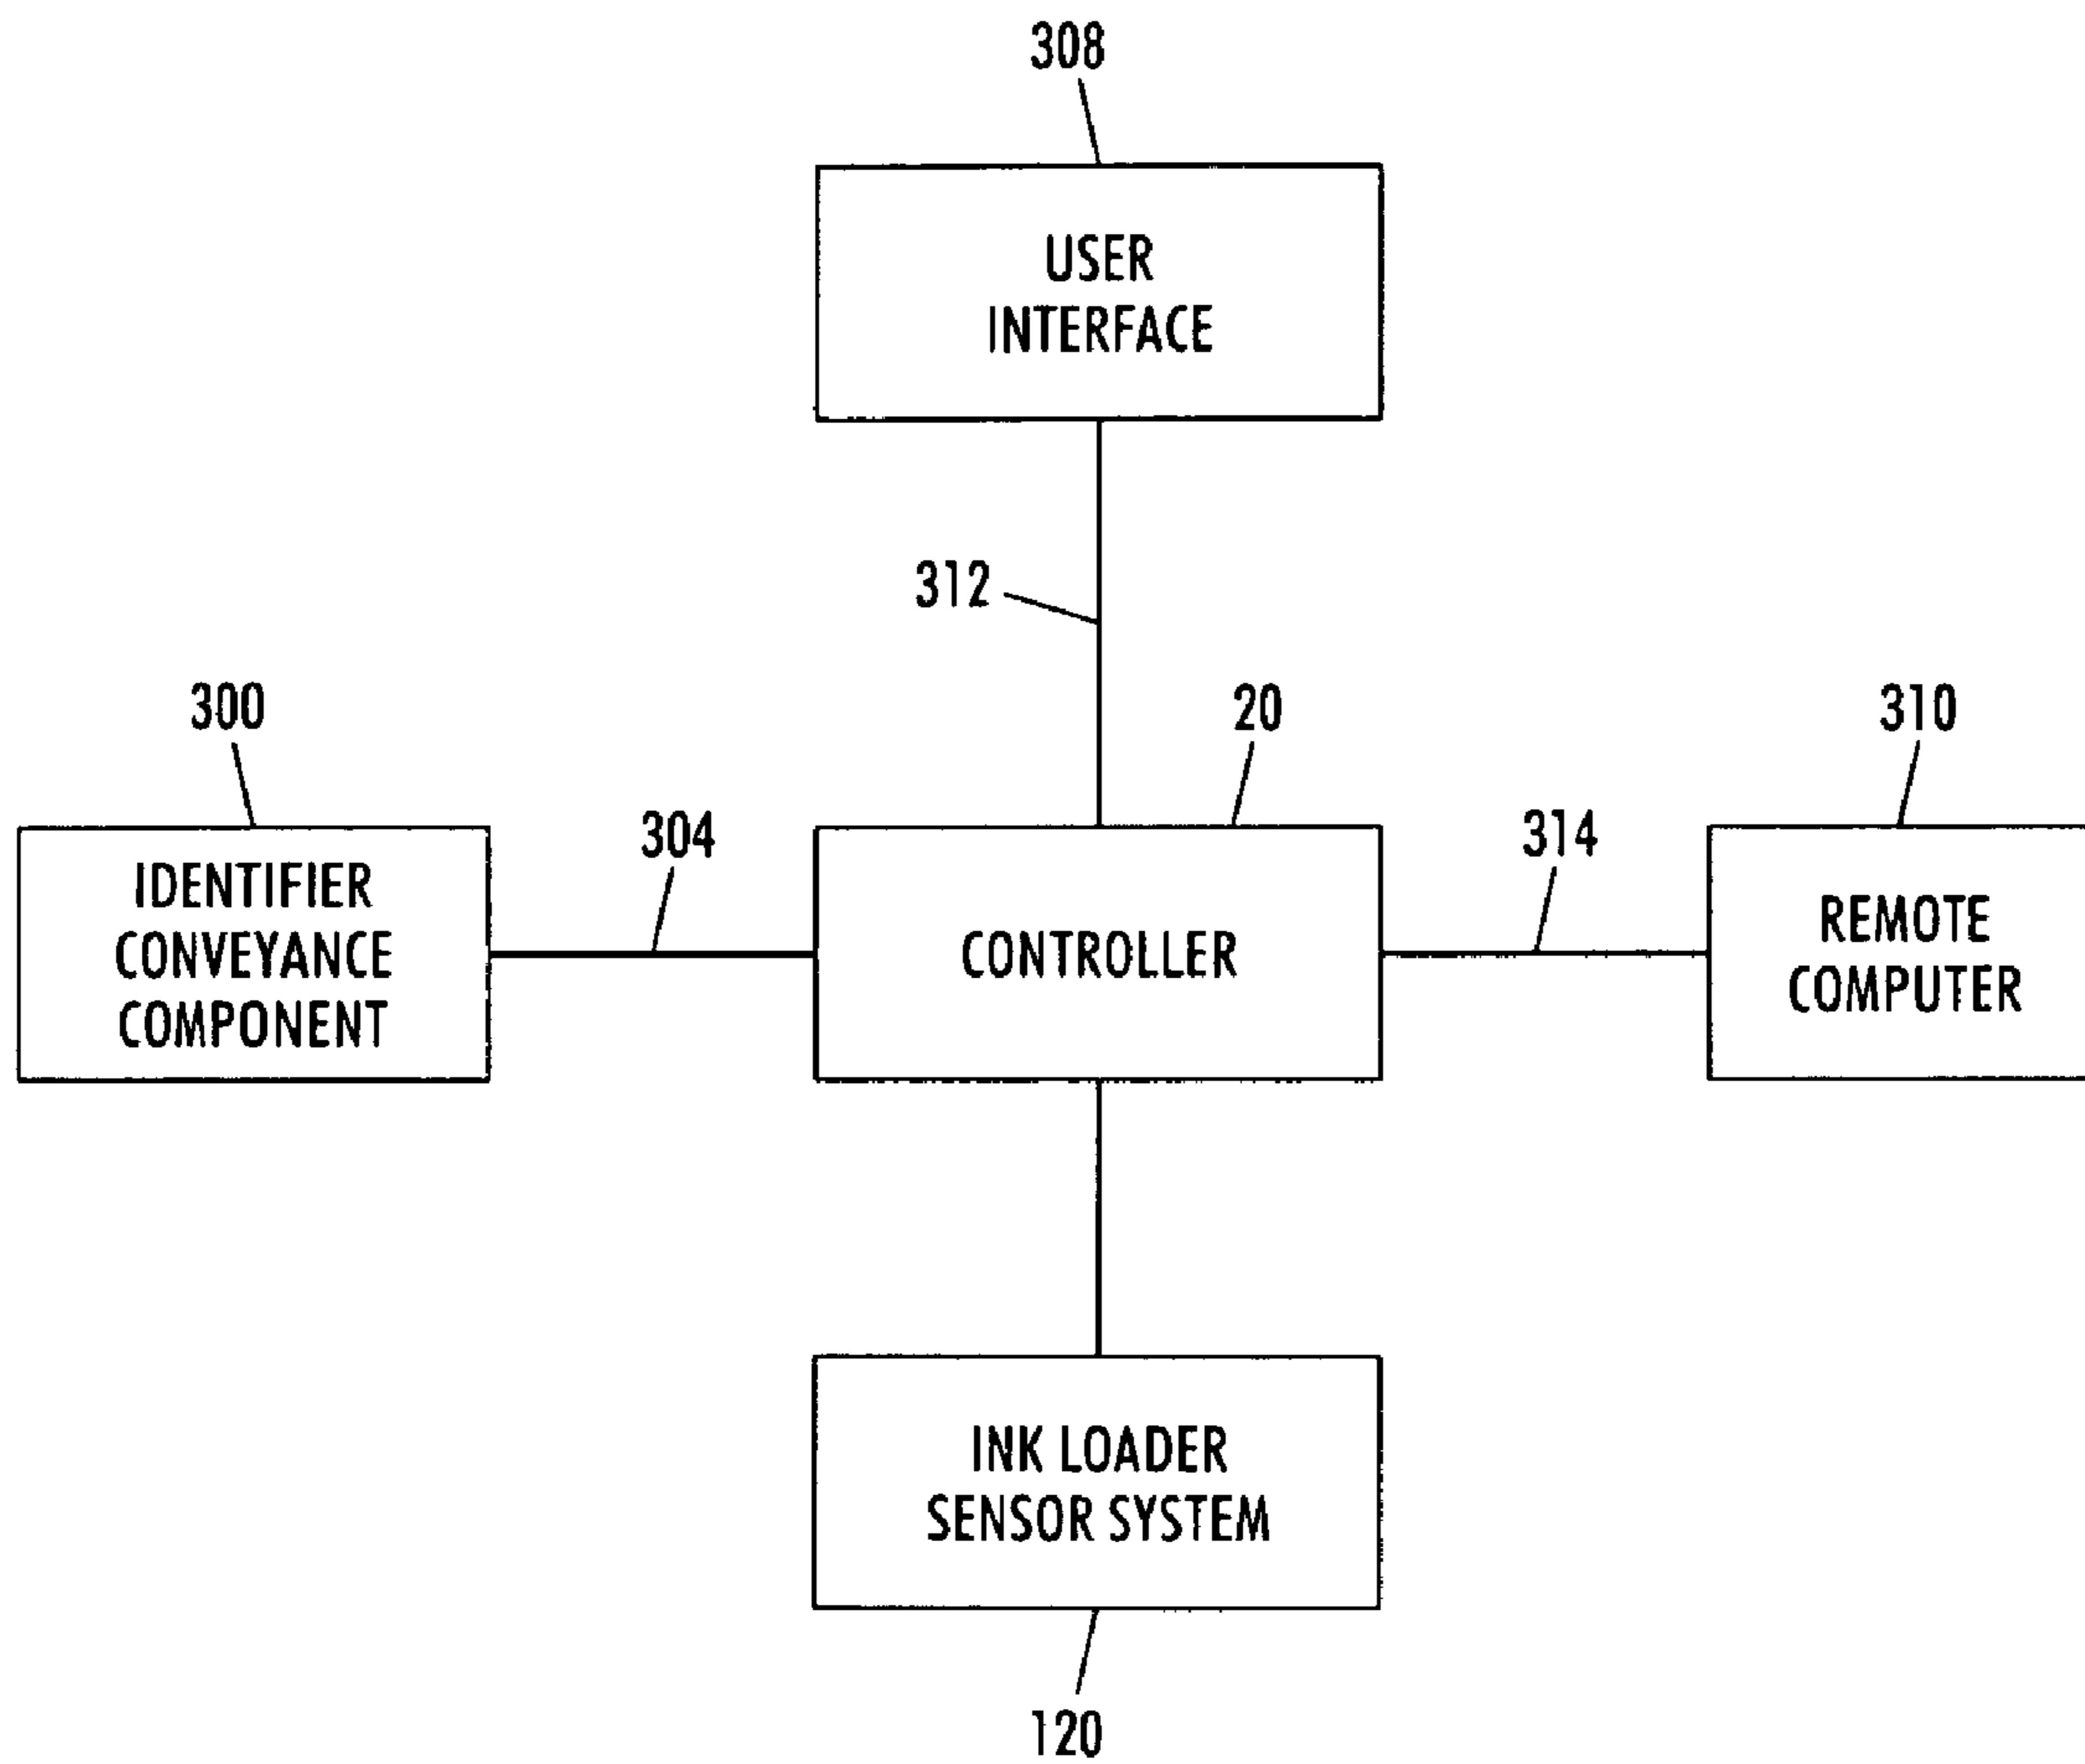 308
USER
INTERFACE
312
300
20
310
304
314
IDENTIFIER
CONVEYANCE
COMPONENT
CONTROLLER
REMOTE
COMPUTER
INK LOADER
SENSOR SYSTEM
120